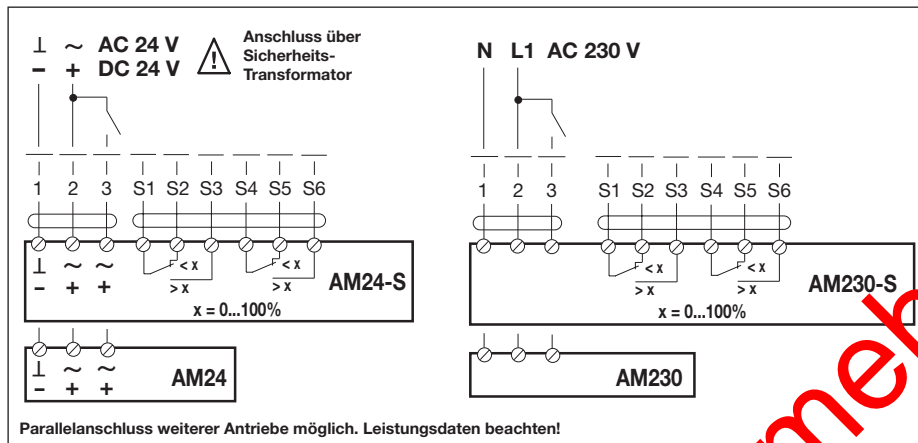 ⊥ ~ AC 24 V
– + DC 24 V
Anschluss über
Sicherheits-
Transformator
1 2 3 S1 S2 S3 S4 S5 S6
⊥ ~ ~
– + +
< x
> x
< x
> x
x = 0...100%
AM24-S
⊥ ~ ~
– + +
AM24
N L1 AC 230 V
1 2 3 S1 S2 S3 S4 S5 S6
< x
> x
< x
> x
x = 0...100%
AM230-S
AM230
Parallelanschluss weiterer Antriebe möglich. Leistungsdaten beachten!